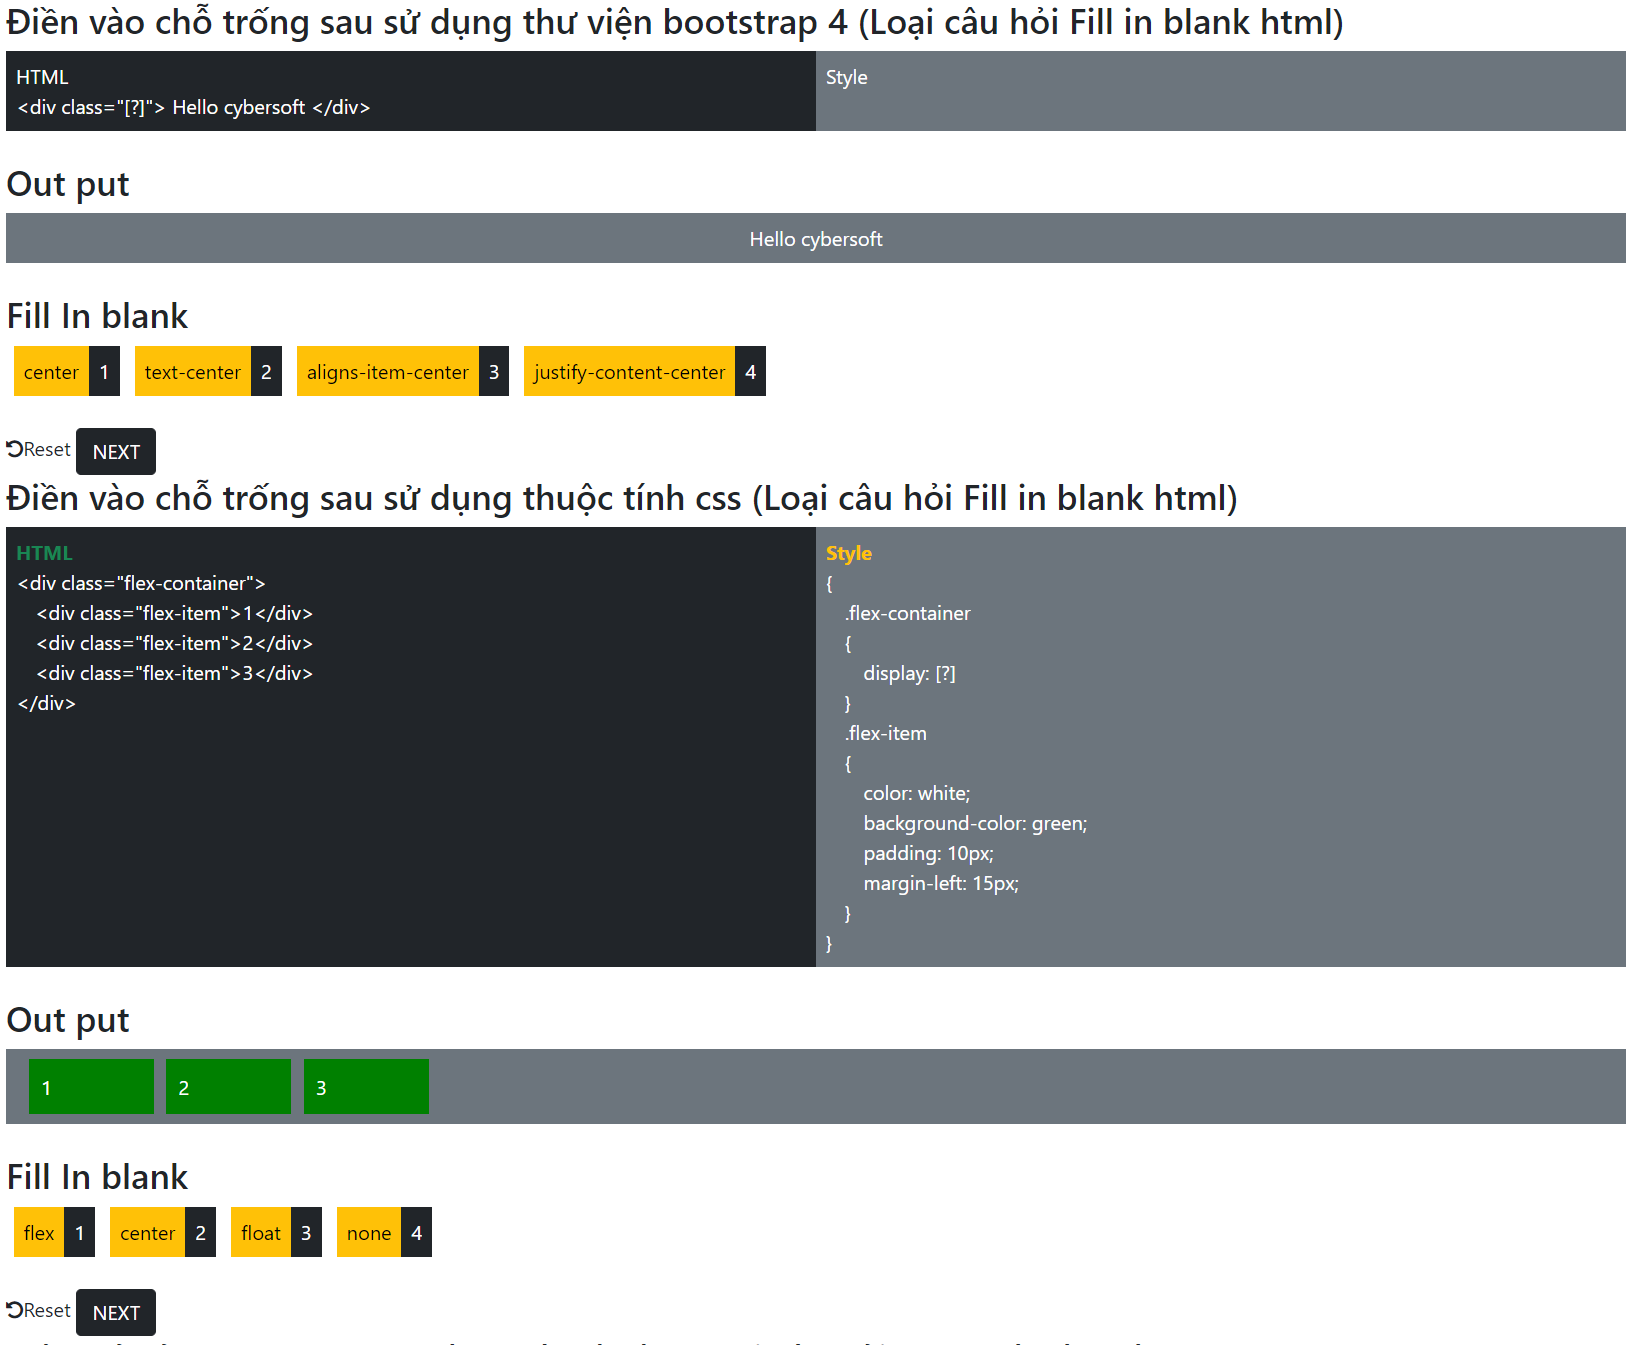 Điền vào chỗ trống sau sử dụng thư viện bootstrap 4 (Loại câu hỏi Fill in blank html)
HTML
<div class="[?]"> Hello cybersoft </div>
Style
Out put
Hello cybersoft
Fill In blank
center 1 text-center 2 aligns-item-center 3 justify-content-center 4
Reset NEXT
Điền vào chỗ trống sau sử dụng thuộc tính css (Loại câu hỏi Fill in blank html)
HTML
<div class="flex-container">
<div class="flex-item">1</div>
<div class="flex-item">2</div>
<div class="flex-item">3</div>
</div>
Style
{
.flex-container
{
display: [?]
}
.flex-item
{
color: white;
background-color: green;
padding: 10px;
margin-left: 15px;
}
}
Out put
1 2 3
Fill In blank
flex 1 center 2 float 3 none 4
Reset NEXT